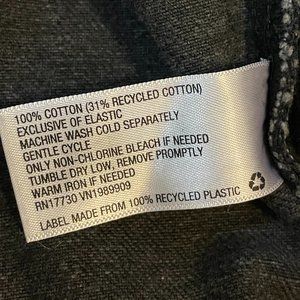 100% COTTON (31% RECYCLED COTTON)
EXCLUSIVE OF ELASTIC
MACHINE WASH COLD SEPARATELY
GENTLE CYCLE
ONLY NON-CHLORINE BLEACH IF NEEDED
TUMBLE DRY LOW, REMOVE PROMPTLY
WARM IRON IF NEEDED
RN17730 VN1989909
LABEL MADE FROM 100% RECYCLED PLASTIC